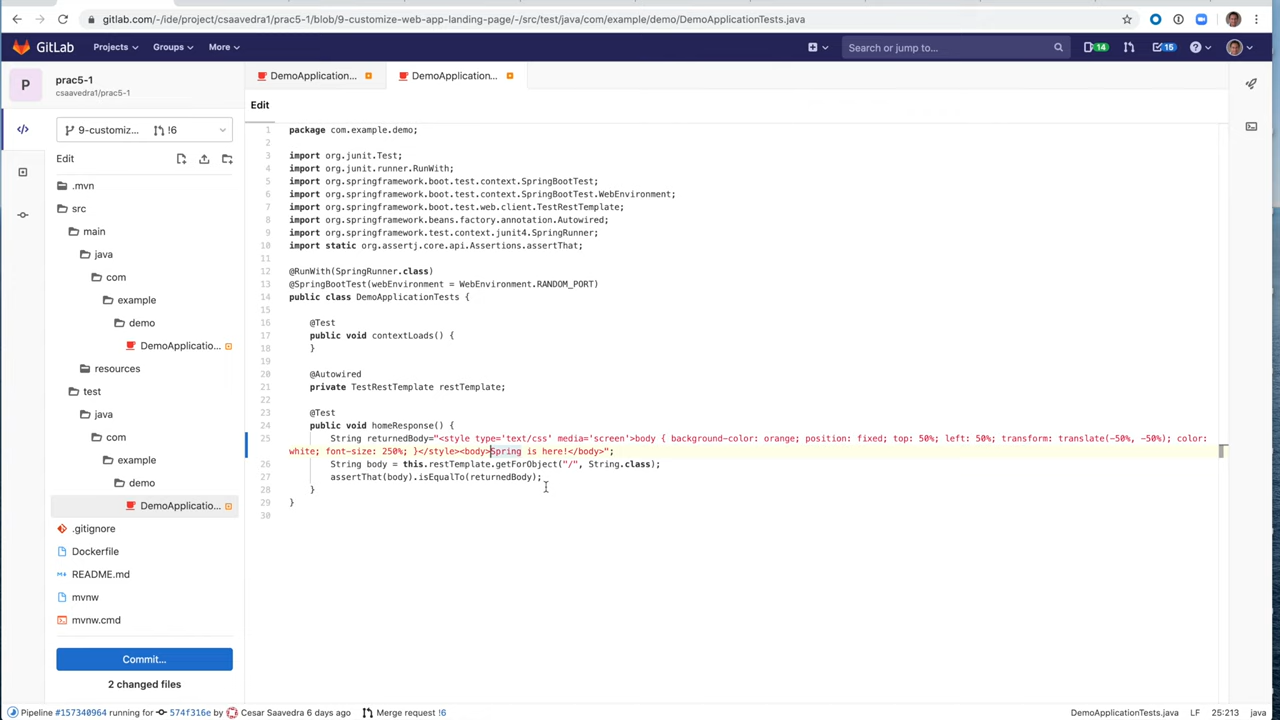 gitlab.com/-/ide/project/csaavedra1/prac5-1/blob/9-customize-web-app-landing-page/-/src/test/java/com/example/demo/DemoApplicationTests.java
GitLab
Projects
Groups
More
Search or jump to...
14
15
P
prac5-1
csaavedra1/prac5-1
DemoApplication...
DemoApplication...
9-customize...
!6
Edit
Edit
.mvn
src
main
java
com
example
demo
DemoApplicatio...
resources
test
java
com
example
demo
DemoApplicatio...
.gitignore
Dockerfile
README.md
mvnw
mvnw.cmd
Commit...
2 changed files
1 package com.example.demo;
2
3 import org.junit.Test;
4 import org.junit.runner.RunWith;
5 import org.springframework.boot.test.context.SpringBootTest;
6 import org.springframework.boot.test.context.SpringBootTest.WebEnvironment;
7 import org.springframework.boot.test.web.client.TestRestTemplate;
8 import org.springframework.beans.factory.annotation.Autowired;
9 import org.springframework.test.context.junit4.SpringRunner;
10 import static org.assertj.core.api.Assertions.assertThat;
11
12 @RunWith(SpringRunner.class)
13 @SpringBootTest(webEnvironment = WebEnvironment.RANDOM_PORT)
14 public class DemoApplicationTests {
15
16 @Test
17 public void contextLoads() {
18 }
19
20 @Autowired
21 private TestRestTemplate restTemplate;
22
23 @Test
24 public void homeResponse() {
25 String returnedBody="<style type='text/css' media='screen'>body { background-color: orange; position: fixed; top: 50%; left: 50%; transform: translate(-50%, -50%); color:
white; font-size: 250%; }</style><body>Spring is here!</body>";
26 String body = this.restTemplate.getForObject("/", String.class);
27 assertThat(body).isEqualTo(returnedBody);
28 }
29 }
30
Pipeline #157340964 running for 574f316e by Cesar Saavedra 6 days ago
Merge request !6
DemoApplicationTests.java
LF
25:213
java